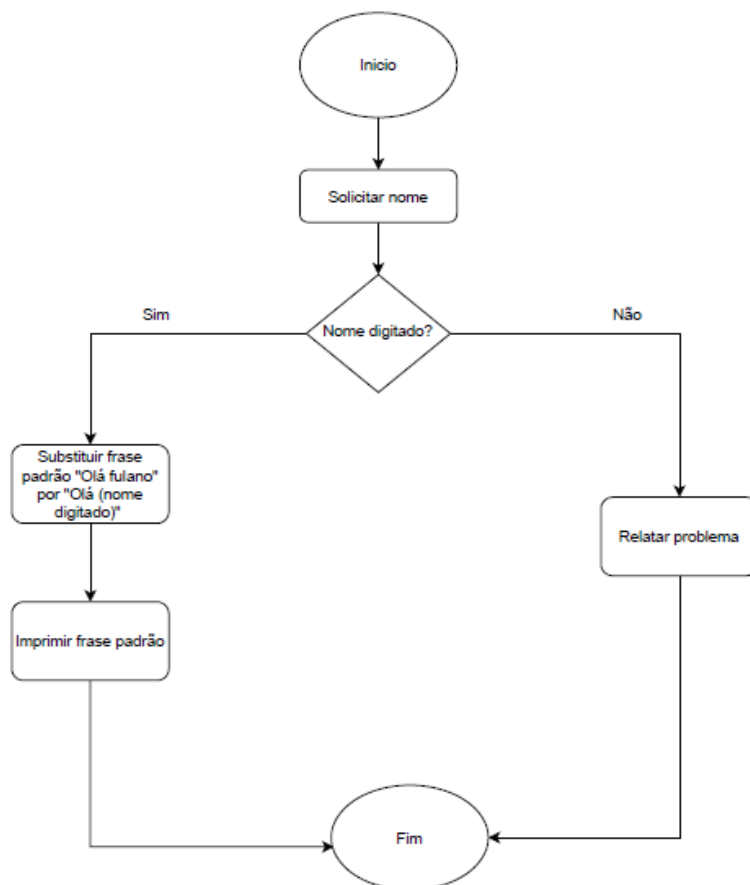 Inicio
Solicitar nome
Sim
Nome digitado?
Não
Substituir frase
padrão "Olá fulano"
por "Olá (nome
digitado)"
Relatar problema
Imprimir frase padrão
Fim